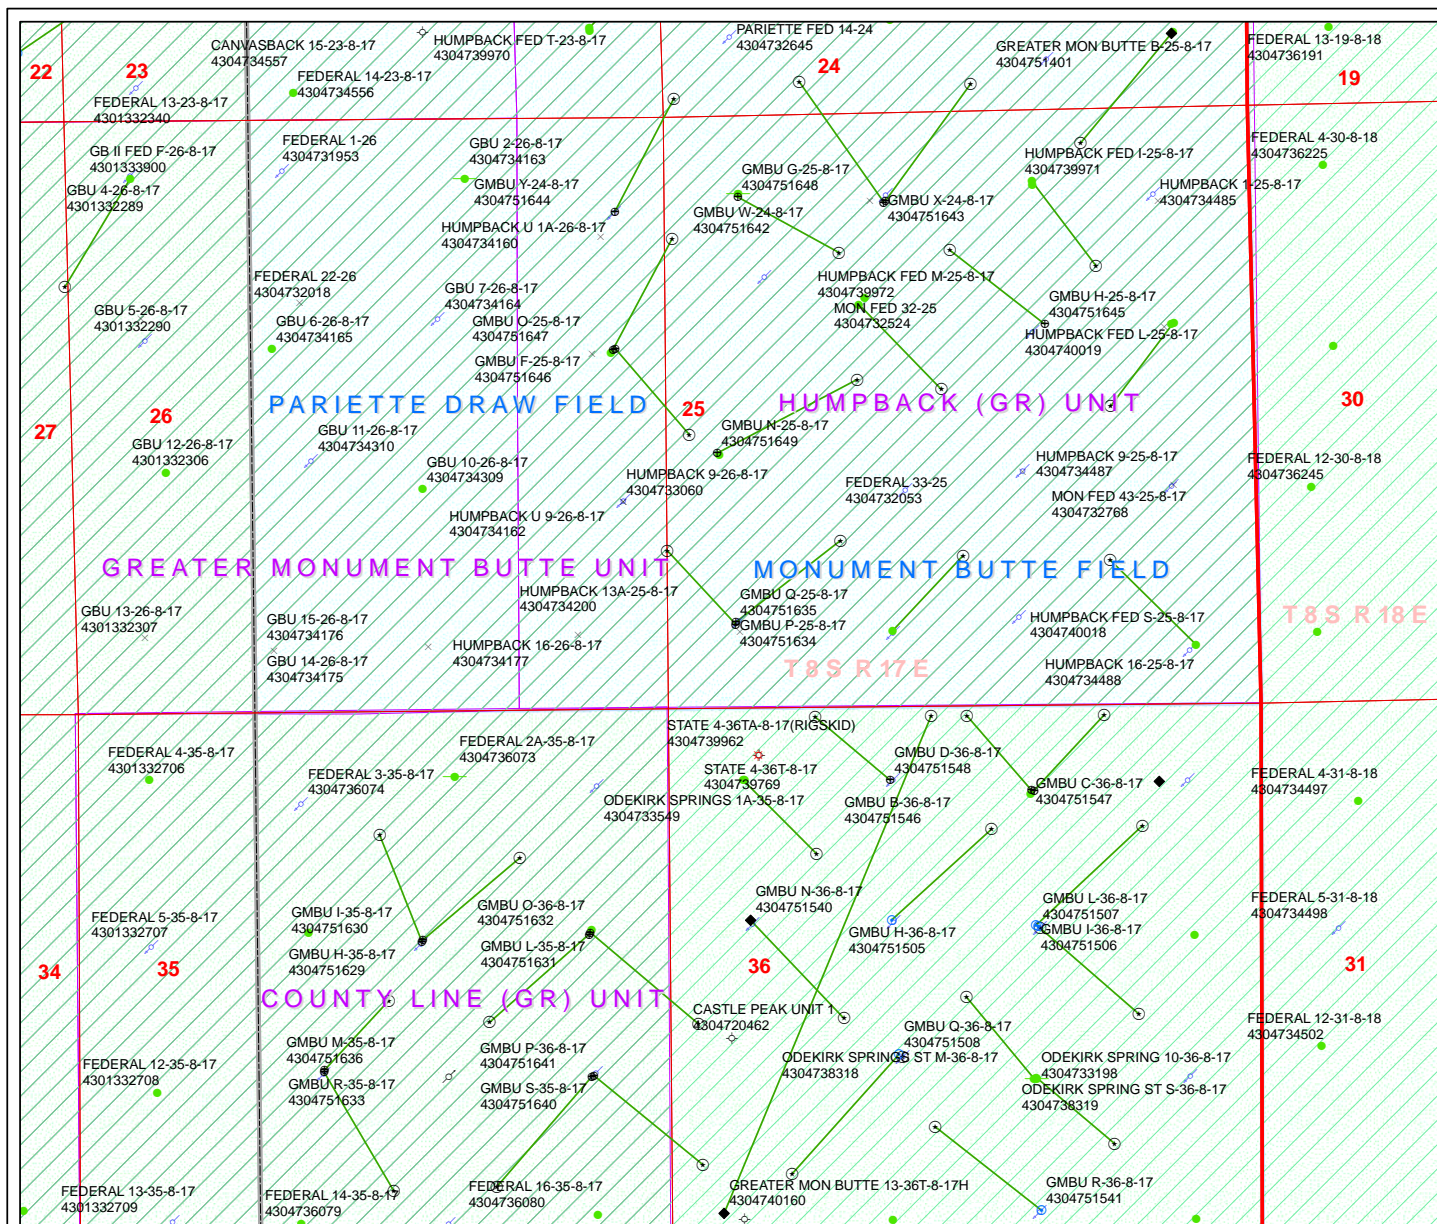 CANVASBACK 15-23-8-17
4304734557
HUMPBACK FED T-23-8-17
4304739970
PARIETTE FED 14-24
4304732645
GREATER MON BUTTE B-25-8-17
4304751401
FEDERAL 13-19-8-18
4304736191
22
23
24
19
FEDERAL 14-23-8-17
4304734556
FEDERAL 13-23-8-17
4301332340
FEDERAL 1-26
4304731953
GBU 2-26-8-17
4304734163
GB II FED F-26-8-17
4301333900
GBU 4-26-8-17
4301332289
GMBU Y-24-8-17
4304751644
GMBU G-25-8-17
4304751648
HUMPBACK FED I-25-8-17
4304739971
FEDERAL 4-30-8-18
4304736225
HUMPBACK 1-25-8-17
4304734485
GMBU X-24-8-17
4304751643
GMBU W-24-8-17
4304751642
HUMPBACK U 1A-26-8-17
4304734160
FEDERAL 22-26
4304732018
GBU 7-26-8-17
4304734164
HUMPBACK FED M-25-8-17
4304739972
GMBU H-25-8-17
4304751645
GBU 5-26-8-17
4301332290
GBU 6-26-8-17
4304734165
GMBU O-25-8-17
4304751647
MON FED 32-25
4304732524
HUMPBACK FED L-25-8-17
4304740019
GMBU F-25-8-17
4304751646
PARIETTE DRAW FIELD
HUMPBACK (GR) UNIT
27
26
25
30
GBU 12-26-8-17
4301332306
GBU 11-26-8-17
4304734310
GMBU N-25-8-17
4304751649
GBU 10-26-8-17
4304734309
HUMPBACK 9-26-8-17
4304733060
FEDERAL 33-25
4304732053
HUMPBACK 9-25-8-17
4304734487
FEDERAL 12-30-8-18
4304736245
MON FED 43-25-8-17
4304732768
HUMPBACK U 9-26-8-17
4304734162
GREATER MONUMENT BUTTE UNIT
MONUMENT BUTTE FIELD
HUMPBACK 13A-25-8-17
4304734200
GMBU Q-25-8-17
4304751635
GBU 13-26-8-17
4301332307
GBU 15-26-8-17
4304734176
GMBU P-25-8-17
4304751634
HUMPBACK FED S-25-8-17
4304740018
T8S R18E
HUMPBACK 16-26-8-17
4304734177
GBU 14-26-8-17
4304734175
T8S R17E
HUMPBACK 16-25-8-17
4304734488
STATE 4-36TA-8-17(RIGSKID)
4304739962
FEDERAL 4-35-8-17
4301332706
FEDERAL 2A-35-8-17
4304736073
GMBU D-36-8-17
4304751548
FEDERAL 3-35-8-17
4304736074
STATE 4-36T-8-17
4304739769
GMBU C-36-8-17
4304751547
FEDERAL 4-31-8-18
4304734497
ODEKIRK SPRINGS 1A-35-8-17
4304733549
GMBU B-36-8-17
4304751546
GMBU N-36-8-17
4304751540
GMBU L-36-8-17
4304751507
FEDERAL 5-31-8-18
4304734498
FEDERAL 5-35-8-17
4301332707
GMBU I-35-8-17
4304751630
GMBU O-36-8-17
4304751632
GMBU H-36-8-17
4304751505
GMBU I-36-8-17
4304751506
GMBU H-35-8-17
4304751629
GMBU L-35-8-17
4304751631
34
35
36
31
COUNTY LINE (GR) UNIT
CASTLE PEAK UNIT 1
4304720462
FEDERAL 12-31-8-18
4304734502
GMBU Q-36-8-17
4304751508
GMBU M-35-8-17
4304751636
GMBU P-36-8-17
4304751641
ODEKIRK SPRINGS ST M-36-8-17
4304738318
ODEKIRK SPRING 10-36-8-17
4304733198
FEDERAL 12-35-8-17
4301332708
GMBU R-35-8-17
4304751633
GMBU S-35-8-17
4304751640
ODEKIRK SPRING ST S-36-8-17
4304738319
FEDERAL 13-35-8-17
4301332709
FEDERAL 14-35-8-17
4304736079
FEDERAL 16-35-8-17
4304736080
GREATER MON BUTTE 13-36T-8-17H
4304740160
GMBU R-36-8-17
4304751541